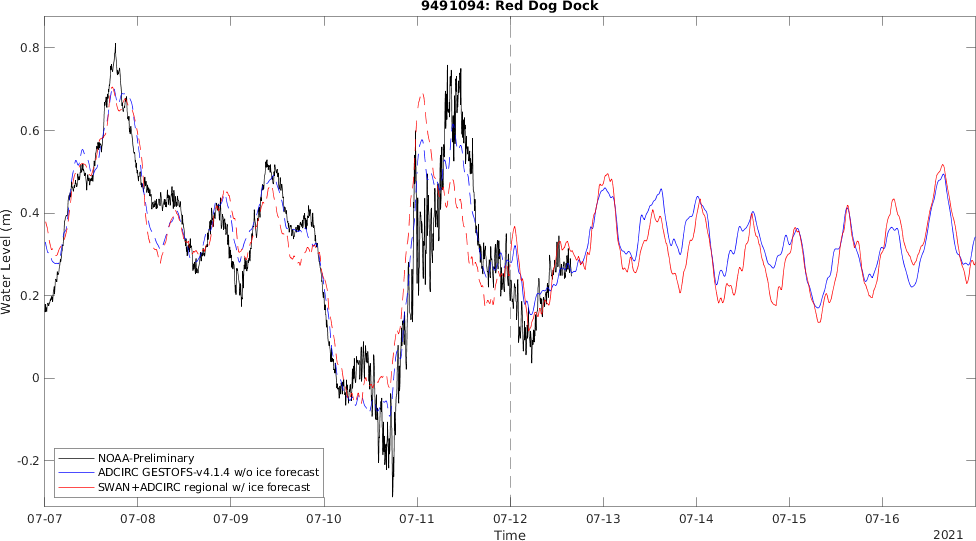 9491094: Red Dog Dock
Water Level (m)
0.8
0.6
0.4
0.2
0
-0.2
NOAA-Preliminary
ADCIRC GESTOFS-v4.1.4 w/o ice forecast
SWAN+ADCIRC regional w/ ice forecast
07-07 07-08 07-09 07-10 07-11 07-12 07-13 07-14 07-15 07-16
Time
2021